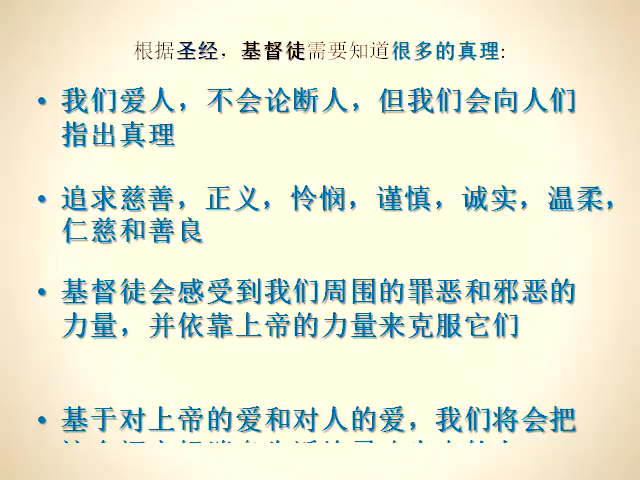 根据圣经，基督徒需要知道很多的真理:
• 我们爱人，不会论断人，但我们会向人们
指出真理
• 追求慈善，正义，怜悯，谨慎，诚实，温柔，
仁慈和善良
• 基督徒会感受到我们周围的罪恶和邪恶的
力量，并依靠上帝的力量来克服它们
• 基于对上帝的爱和对人的爱，我们将会把